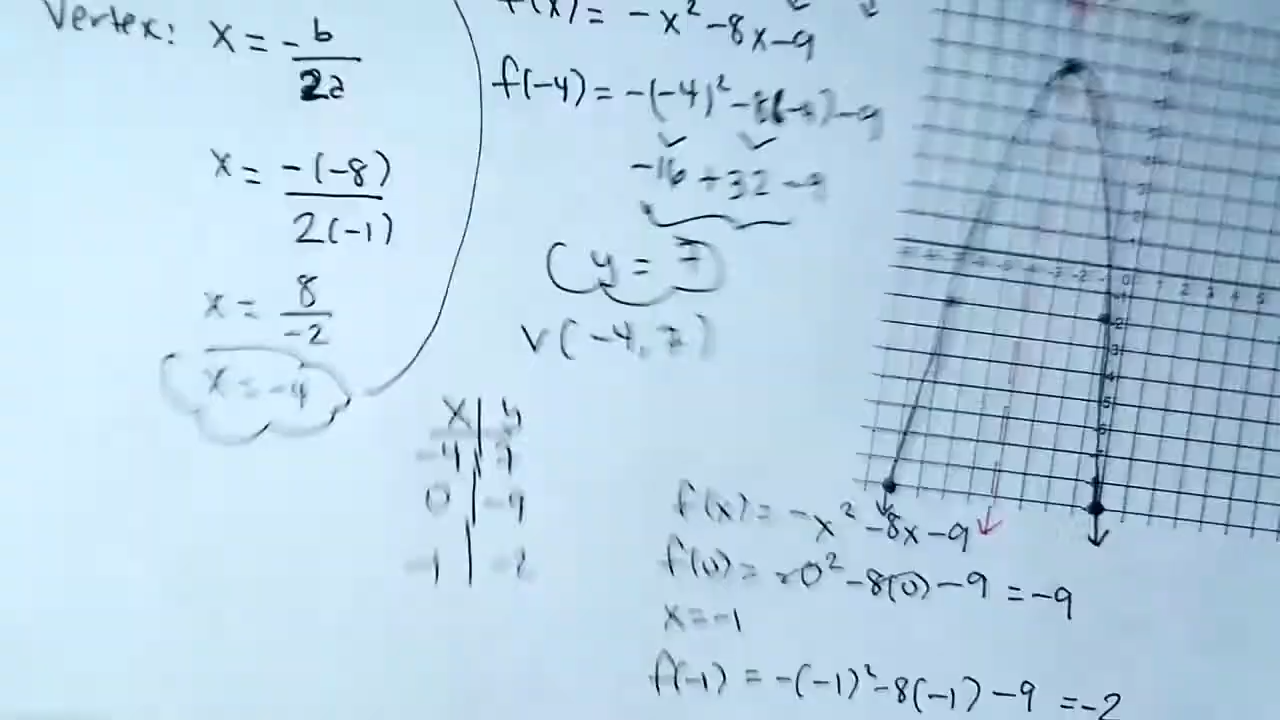 Vertex: x = -b/2a
x = -(-8)/2(-1)
x = 8/-2
x = -4
f(x) = -x² -8x-9
f(-4) = -(-4)² -8(-4) -9
-16 +32 -9
y = 7
V(-4, 7)
x | y
-4 | 7
0 | -9
-1 | -2
f(x) = -x² -8x -9
f(0) = -0² -8(0) -9 = -9
x = -1
f(-1) = -(-1)² -8(-1) -9 = -2